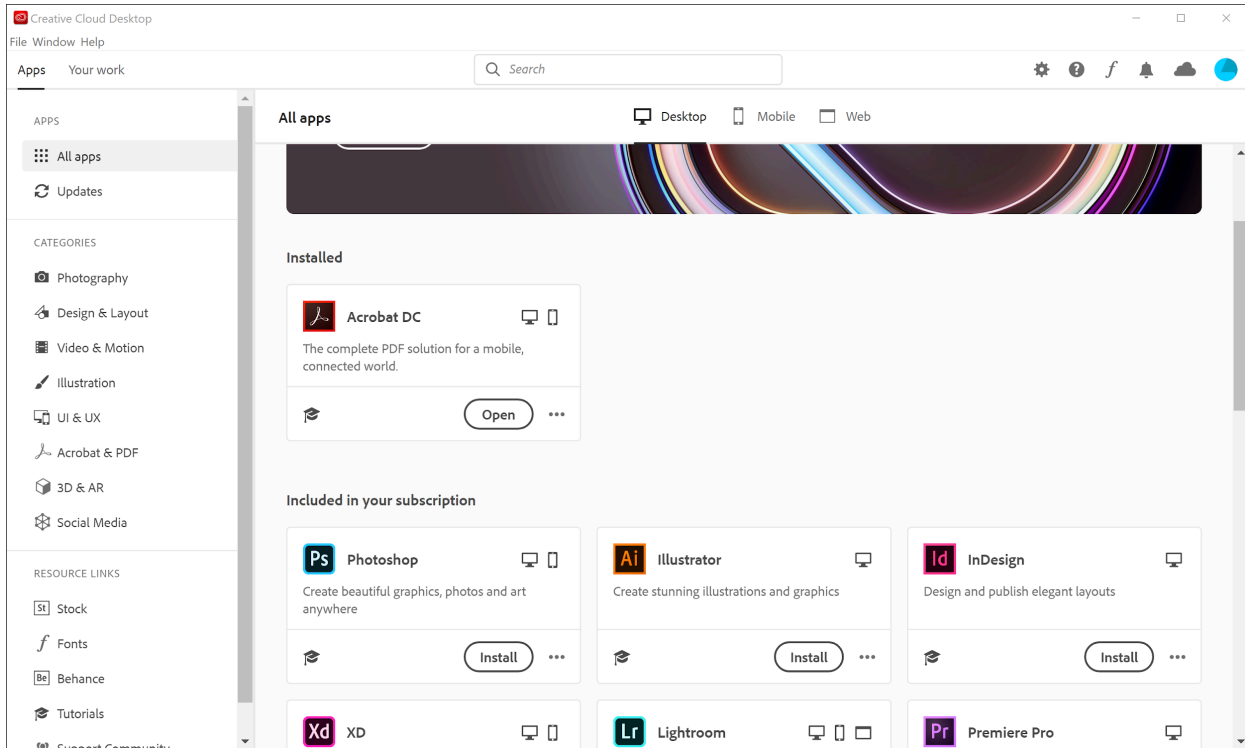 Creative Cloud Desktop
File Window Help
Apps Your work
Search
f
APPS
All apps
Updates
CATEGORIES
Photography
Design & Layout
Video & Motion
Illustration
UI & UX
Acrobat & PDF
3D & AR
Social Media
RESOURCE LINKS
St Stock
f Fonts
Be Behance
Tutorials
Support Community
All apps
Desktop Mobile Web
Installed
Acrobat DC
The complete PDF solution for a mobile,
connected world.
Open
Included in your subscription
Ps Photoshop
Create beautiful graphics, photos and art
anywhere
Install
Ai Illustrator
Create stunning illustrations and graphics
Install
Id InDesign
Design and publish elegant layouts
Install
Xd XD
Lr Lightroom
Pr Premiere Pro